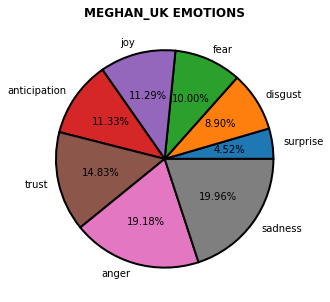 MEGHAN_UK EMOTIONS
joy
fear
anticipation
11.29%
10.00%
disgust
11.33%
8.90%
surprise
4.52%
trust
14.83%
19.96%
19.18%
sadness
anger